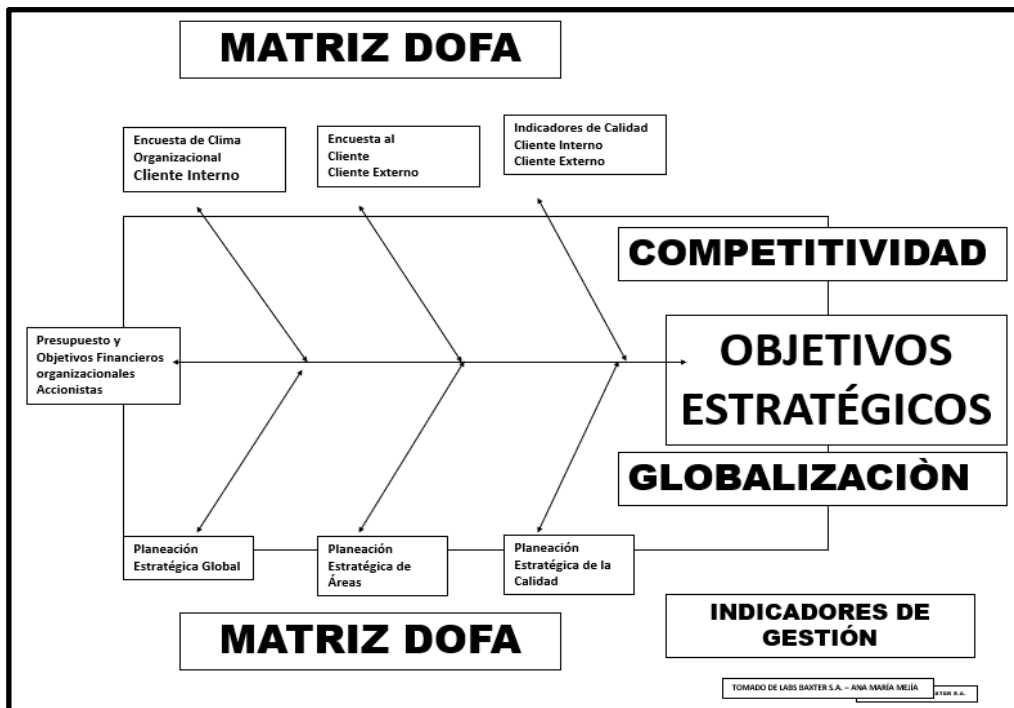 MATRIZ DOFA
Encuesta de Clima
Organizacional
Cliente Interno
Encuesta al
Cliente
Cliente Externo
Indicadores de Calidad
Cliente Interno
Cliente Externo
COMPETITIVIDAD
Presupuesto y
Objetivos Financieros
organizacionales
Accionistas
OBJETIVOS
ESTRATÉGICOS
GLOBALIZACIÒN
Planeación
Estratégica Global
Planeación
Estratégica de
Áreas
Planeación
Estratégica de la
Calidad
MATRIZ DOFA
INDICADORES DE
GESTIÓN
TOMADO DE LABS BAXTER S.A. – ANA MARÍA MEJÍA
S.A.